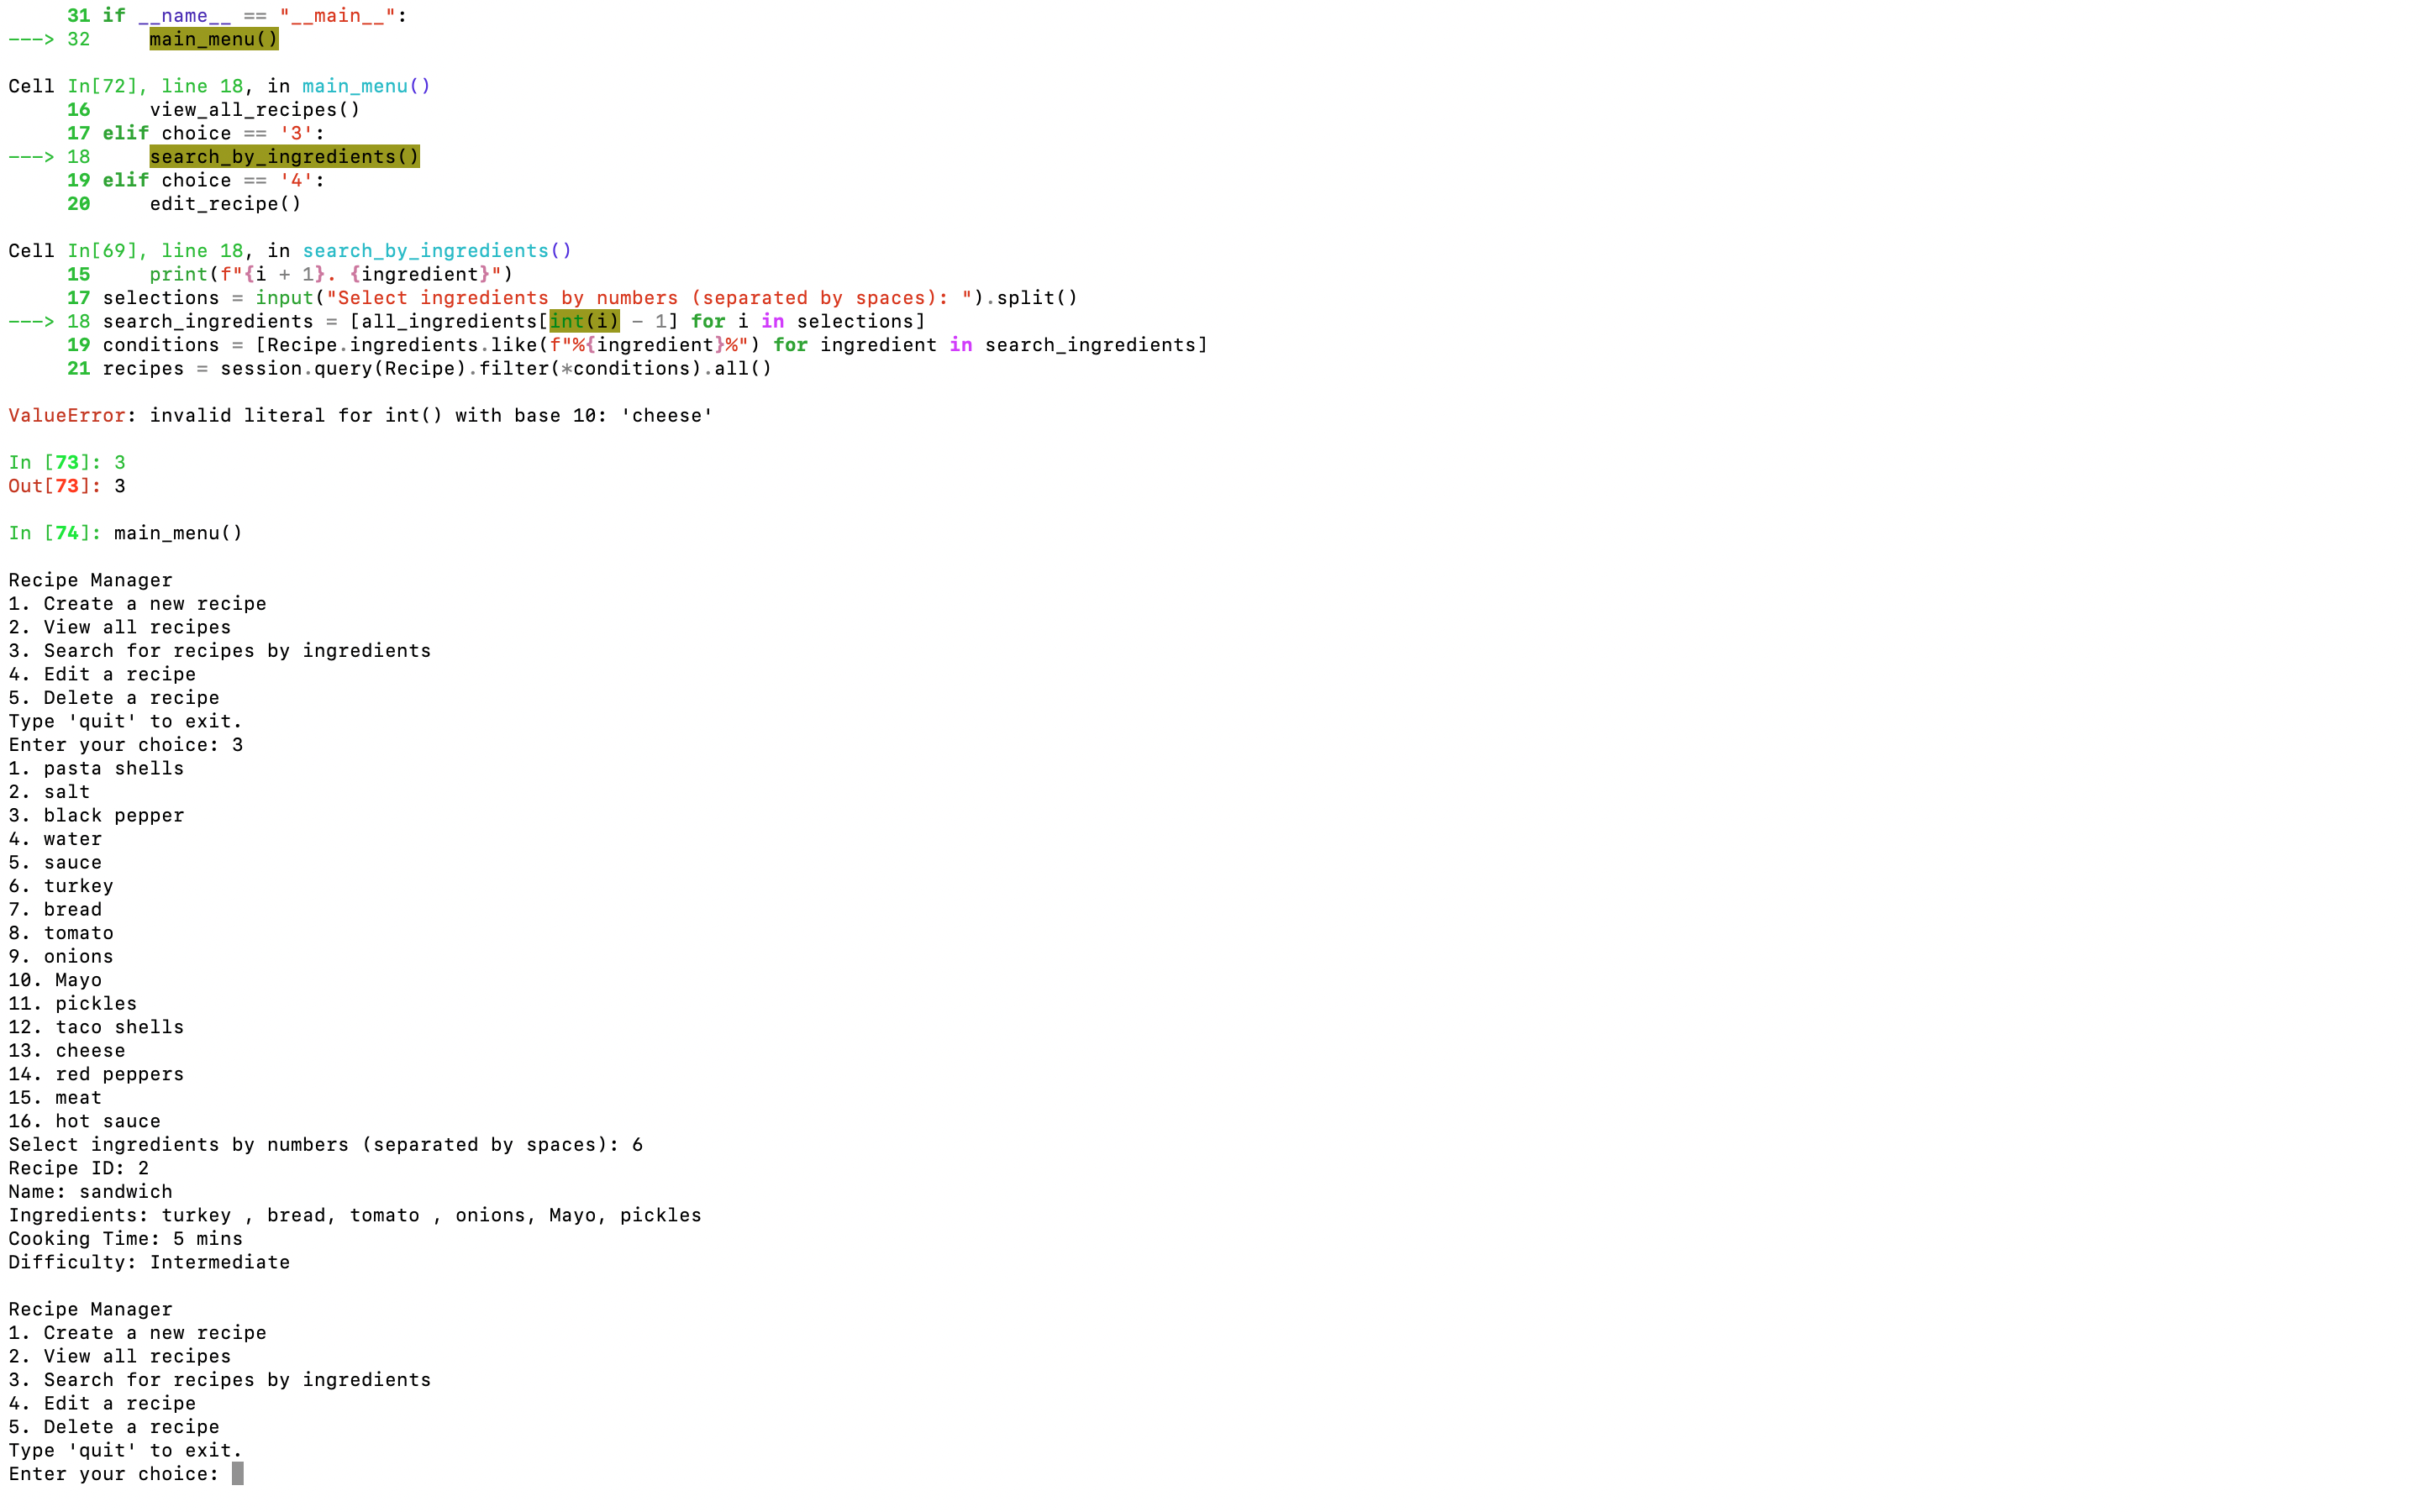 31 if __name__ == "__main__":
---> 32     main_menu()

Cell In[72], line 18, in main_menu()
     16     view_all_recipes()
     17 elif choice == '3':
---> 18     search_by_ingredients()
     19 elif choice == '4':
     20     edit_recipe()

Cell In[69], line 18, in search_by_ingredients()
     15     print(f"{i + 1}. {ingredient}")
     17 selections = input("Select ingredients by numbers (separated by spaces): ").split()
---> 18 search_ingredients = [all_ingredients[int(i) - 1] for i in selections]
     19 conditions = [Recipe.ingredients.like(f"%{ingredient}%") for ingredient in search_ingredients]
     21 recipes = session.query(Recipe).filter(*conditions).all()

ValueError: invalid literal for int() with base 10: 'cheese'

In [73]: 3
Out[73]: 3

In [74]: main_menu()

Recipe Manager
1. Create a new recipe
2. View all recipes
3. Search for recipes by ingredients
4. Edit a recipe
5. Delete a recipe
Type 'quit' to exit.
Enter your choice: 3
1. pasta shells
2. salt
3. black pepper
4. water
5. sauce
6. turkey
7. bread
8. tomato
9. onions
10. Mayo
11. pickles
12. taco shells
13. cheese
14. red peppers
15. meat
16. hot sauce
Select ingredients by numbers (separated by spaces): 6
Recipe ID: 2
Name: sandwich
Ingredients: turkey , bread, tomato , onions, Mayo, pickles
Cooking Time: 5 mins
Difficulty: Intermediate

Recipe Manager
1. Create a new recipe
2. View all recipes
3. Search for recipes by ingredients
4. Edit a recipe
5. Delete a recipe
Type 'quit' to exit.
Enter your choice: